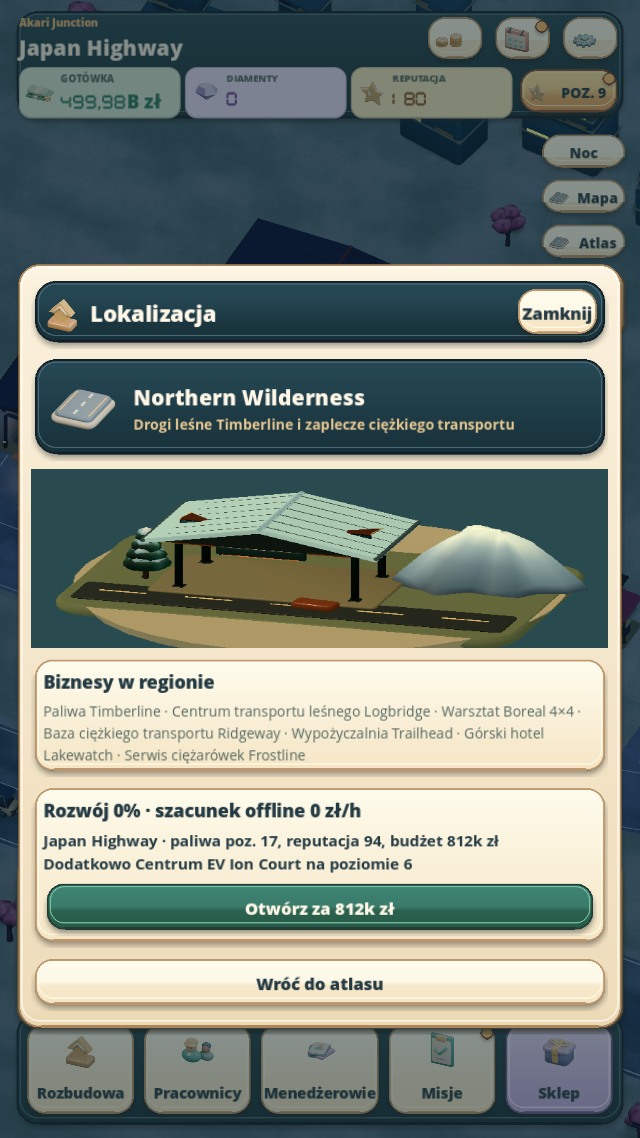 Akari Junction
Japan Highway
GOTÓWKA
499,98B zł
DIAMENTY
0
REPUTACJA
180
POZ. 9
Noc
Mapa
Atlas
Lokalizacja
Zamknij
Northern Wilderness
Drogi leśne Timberline i zaplecze ciężkiego transportu
Biznesy w regionie
Paliwa Timberline · Centrum transportu leśnego Logbridge · Warsztat Boreal 4×4 ·
Baza ciężkiego transportu Ridgeway · Wypożyczalnia Trailhead · Górski hotel
Lakewatch · Serwis ciężarówek Frostline
Rozwój 0% · szacunek offline 0 zł/h
Japan Highway · paliwa poz. 17, reputacja 94, budżet 812k zł
Dodatkowo Centrum EV Ion Court na poziomie 6
Otwórz za 812k zł
Wróć do atlasu
Rozbudowa
Pracownicy
Menedżerowie
Misje
Sklep